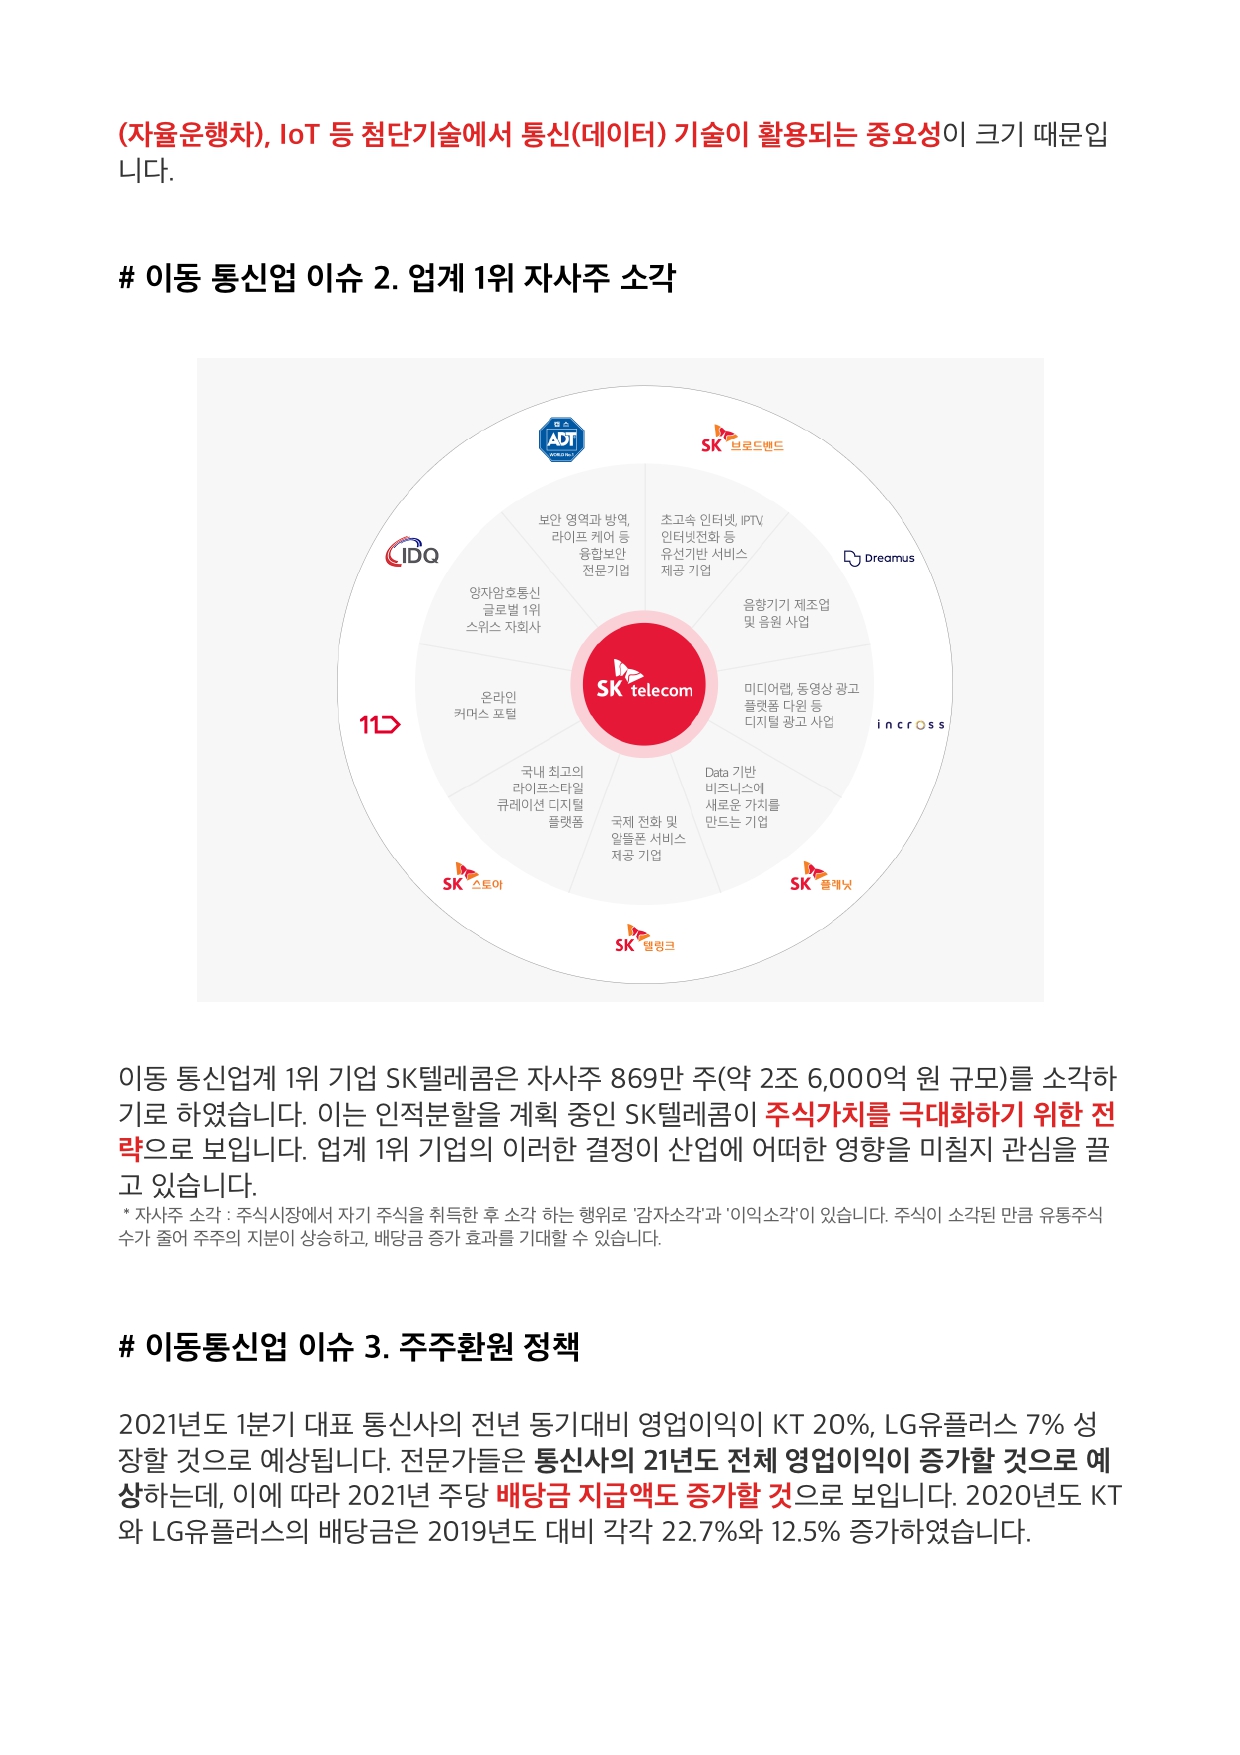 (자율운행차), IoT 등 첨단기술에서 통신(데이터) 기술이 활용되는 중요성이 크기 때문입
니다.
# 이동 통신업 이슈 2. 업계 1위 자사주 소각
캡스
ADT
WORLD No.1
SK 브로드밴드
보안 영역과 방역,
라이프 케어 등
융합보안
전문기업
초고속 인터넷, IPTV,
인터넷전화 등
유선기반 서비스
제공 기업
IDQ
Dreamus
양자암호통신
글로벌 1위
스위스 자회사
음향기기 제조업
및 음원 사업
SK telecom
온라인
커머스 포털
미디어랩, 동영상 광고
플랫폼 다윈 등
디지털 광고 사업
11
incross
국내 최고의
라이프스타일
큐레이션 디지털
플랫폼
국제 전화 및
알뜰폰 서비스
제공 기업
Data 기반
비즈니스에
새로운 가치를
만드는 기업
SK 스토아
SK 플래닛
SK 텔링크
이동 통신업계 1위 기업 SK텔레콤은 자사주 869만 주(약 2조 6,000억 원 규모)를 소각하
기로 하였습니다. 이는 인적분할을 계획 중인 SK텔레콤이 주식가치를 극대화하기 위한 전
략으로 보입니다. 업계 1위 기업의 이러한 결정이 산업에 어떠한 영향을 미칠지 관심을 끌
고 있습니다.
* 자사주 소각 : 주식시장에서 자기 주식을 취득한 후 소각 하는 행위로 '감자소각'과 '이익소각'이 있습니다. 주식이 소각된 만큼 유통주식
수가 줄어 주주의 지분이 상승하고, 배당금 증가 효과를 기대할 수 있습니다.
# 이동통신업 이슈 3. 주주환원 정책
2021년도 1분기 대표 통신사의 전년 동기대비 영업이익이 KT 20%, LG유플러스 7% 성
장할 것으로 예상됩니다. 전문가들은 통신사의 21년도 전체 영업이익이 증가할 것으로 예
상하는데, 이에 따라 2021년 주당 배당금 지급액도 증가할 것으로 보입니다. 2020년도 KT
와 LG유플러스의 배당금은 2019년도 대비 각각 22.7%와 12.5% 증가하였습니다.